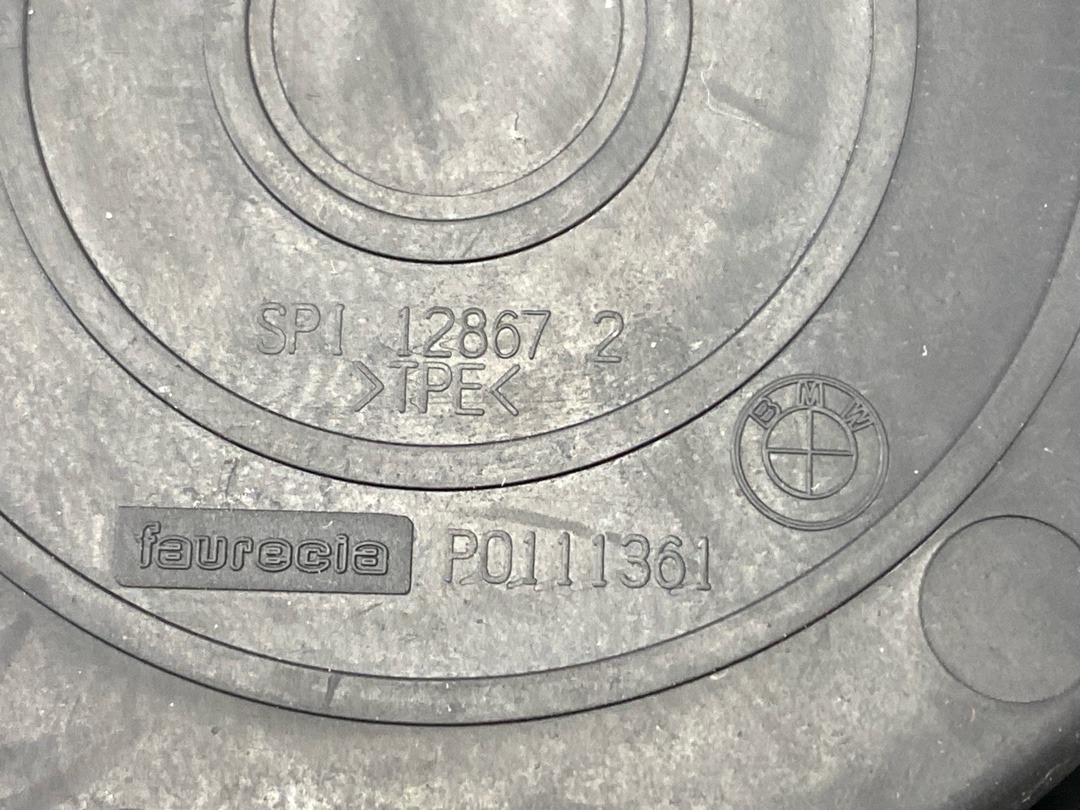 SPI 12867 2
>TPE<
BMW
faurecia P0111361